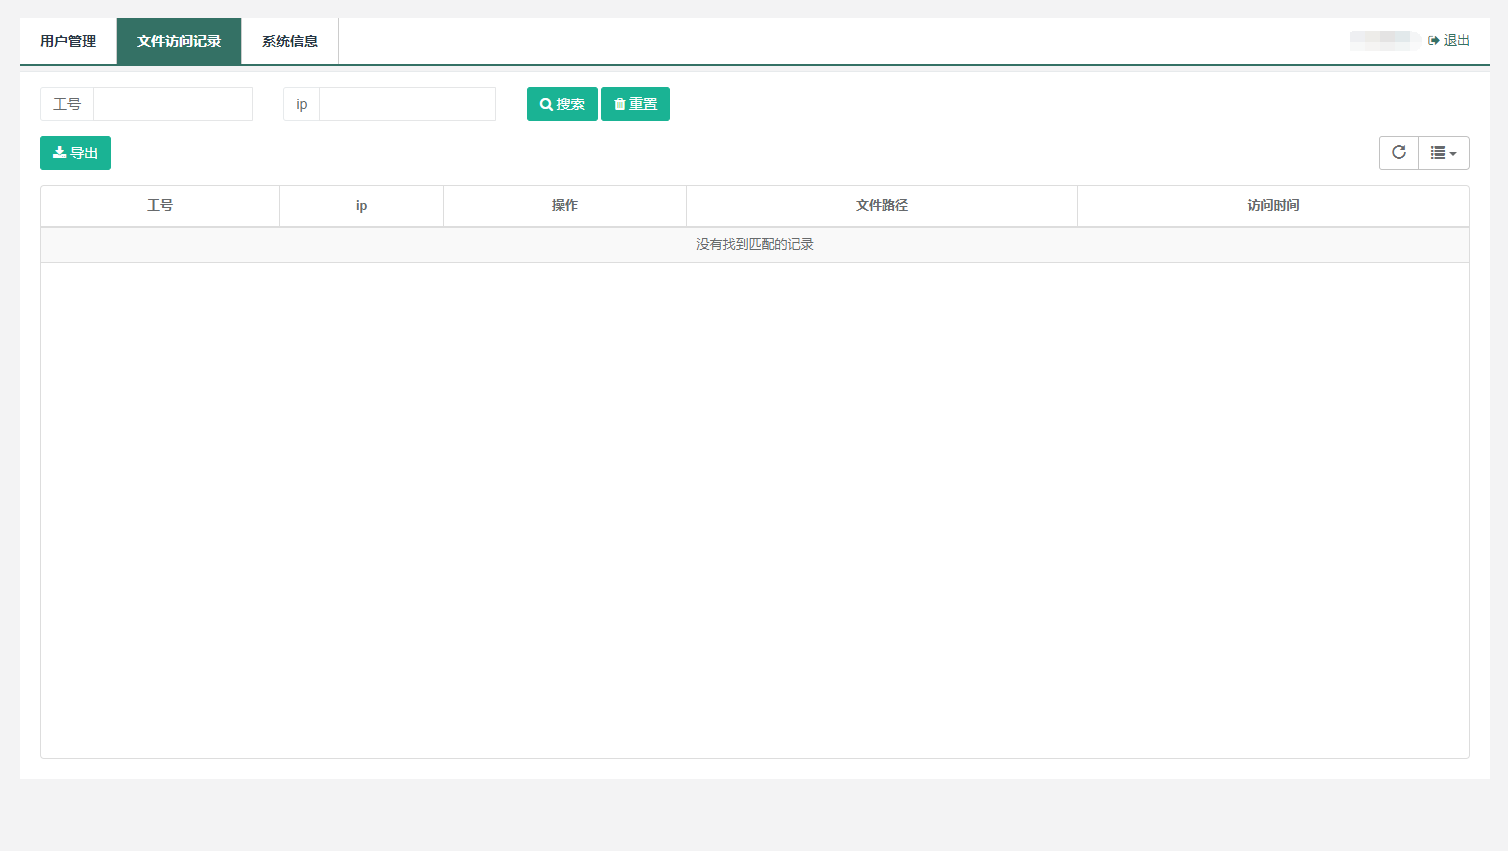 用户管理 文件访问记录 系统信息 退出
工号 ip 搜索 重置
导出
工号 ip 操作 文件路径 访问时间
没有找到匹配的记录